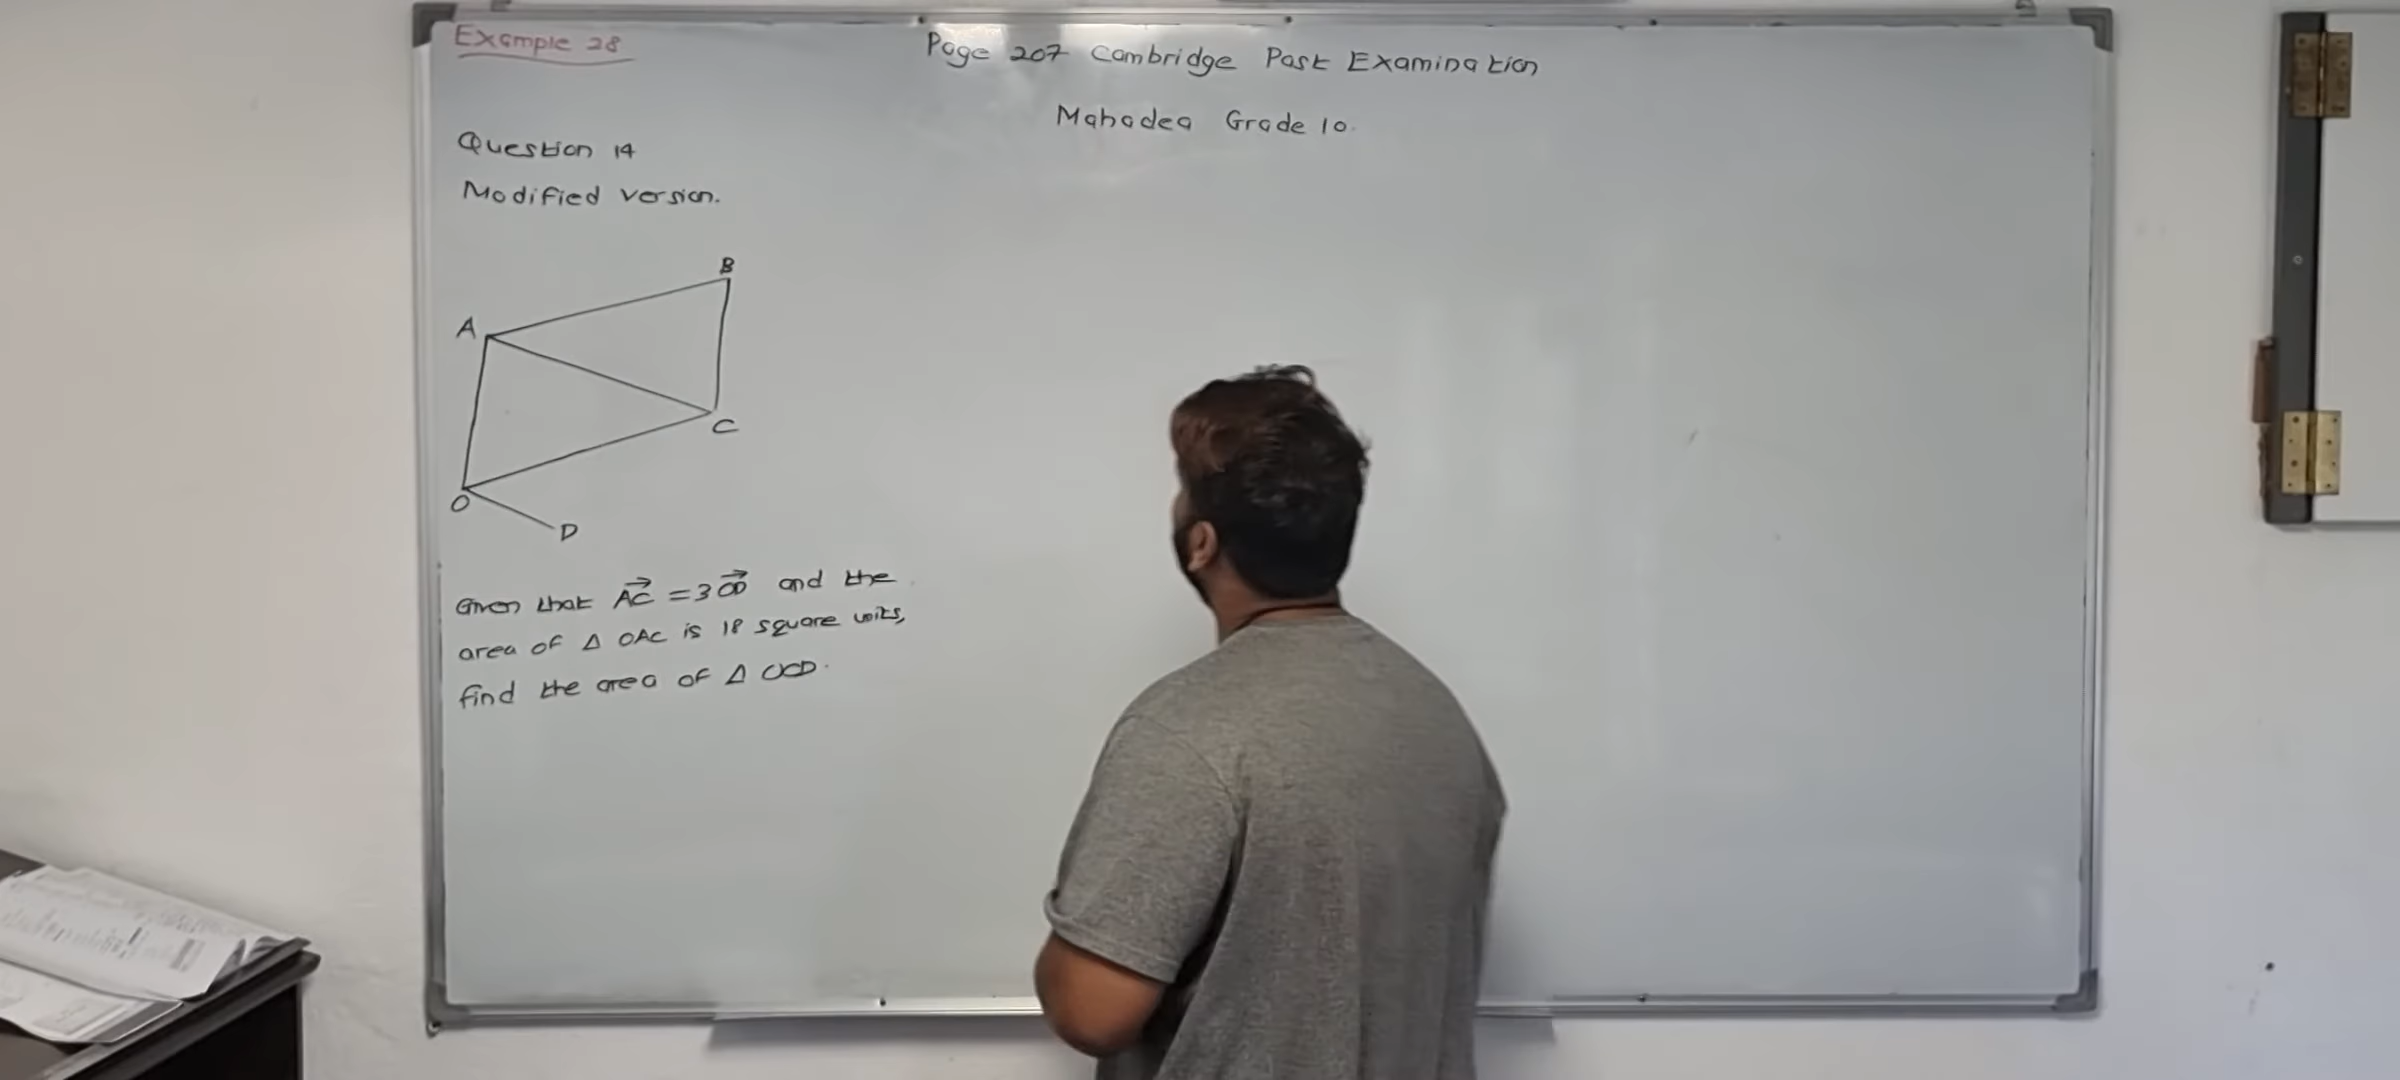 Example 28
Page 207 Cambridge Past Examination
Mahadea Grade 10.
Question 14
Modified version.
B
A
C
O
D
Given that AC⃗ = 3 OD⃗ and the
area of Δ OAC is 18 square units,
find the area of Δ OCD.